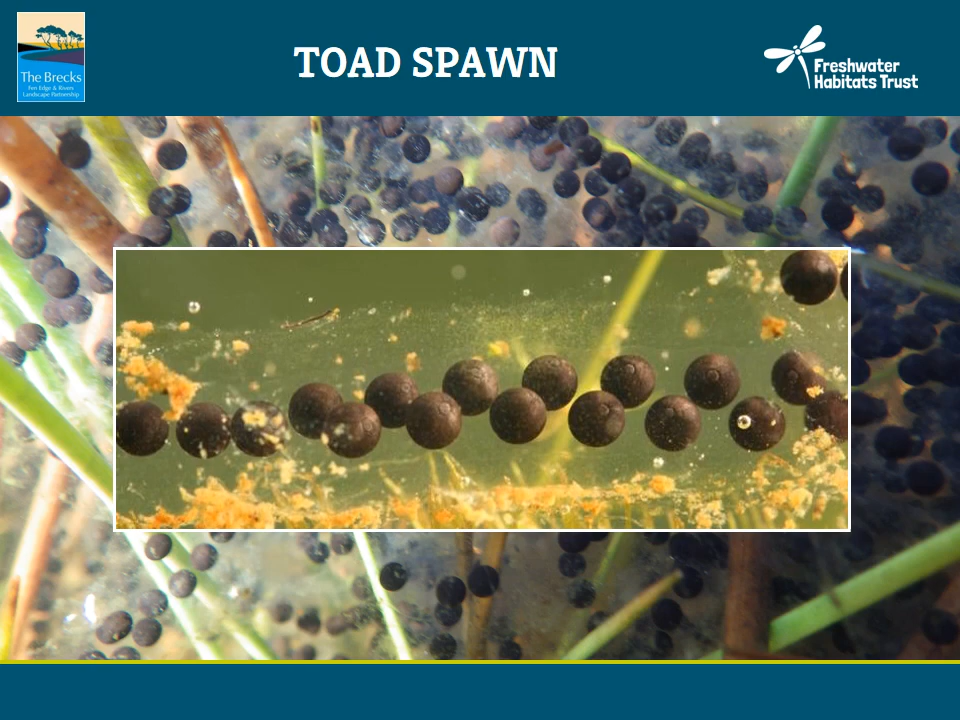 TOAD SPAWN
The Brecks
Fen Edge & Rivers
Landscape Partnership
Freshwater
Habitats Trust